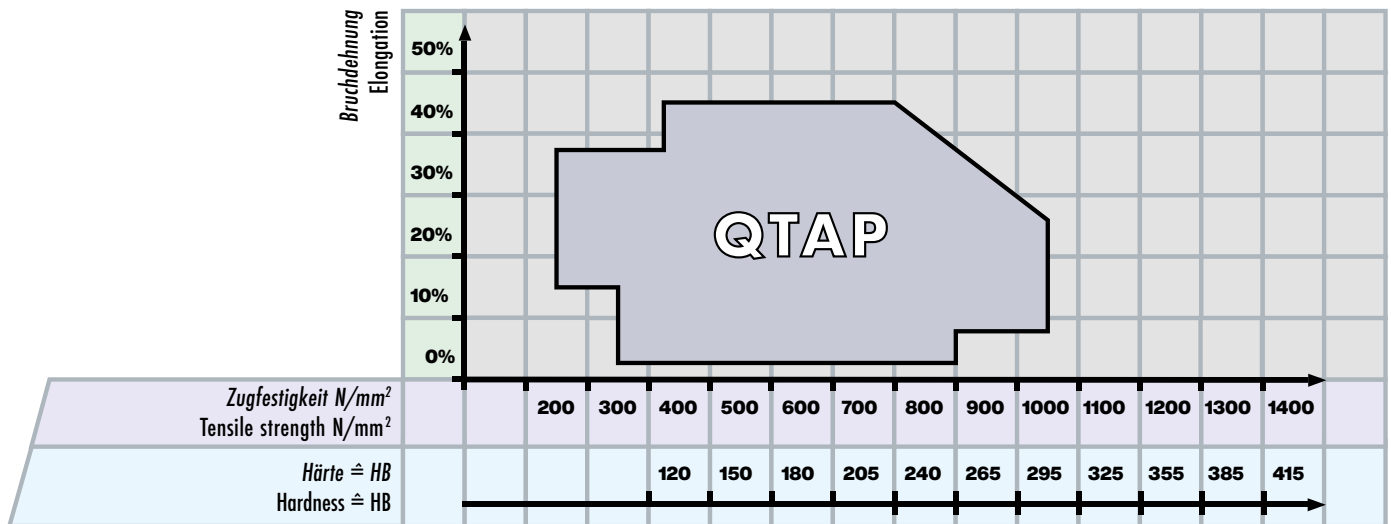 Bruchdehnung
Elongation
50%
40%
30%
20%
10%
0%
QTAP
Zugfestigkeit N/mm²
Tensile strength N/mm²
200 300 400 500 600 700 800 900 1000 1100 1200 1300 1400
Härte ≙ HB
Hardness ≙ HB
120 150 180 205 240 265 295 325 355 385 415